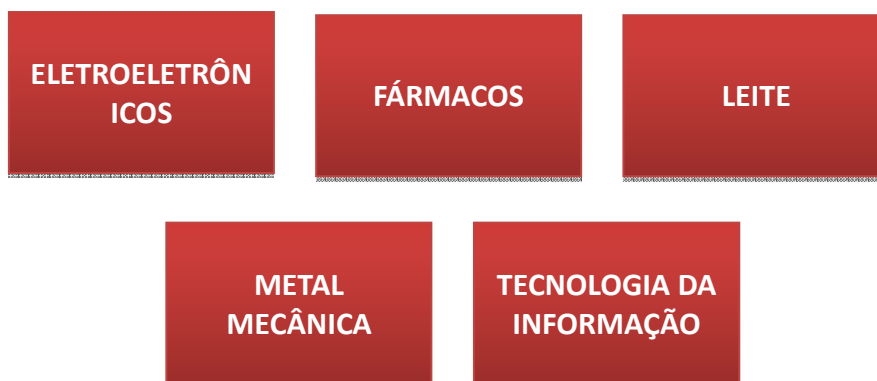 ELETROELETRÔN
ICOS
FÁRMACOS
LEITE
METAL
MECÂNICA
TECNOLOGIA DA
INFORMAÇÃO